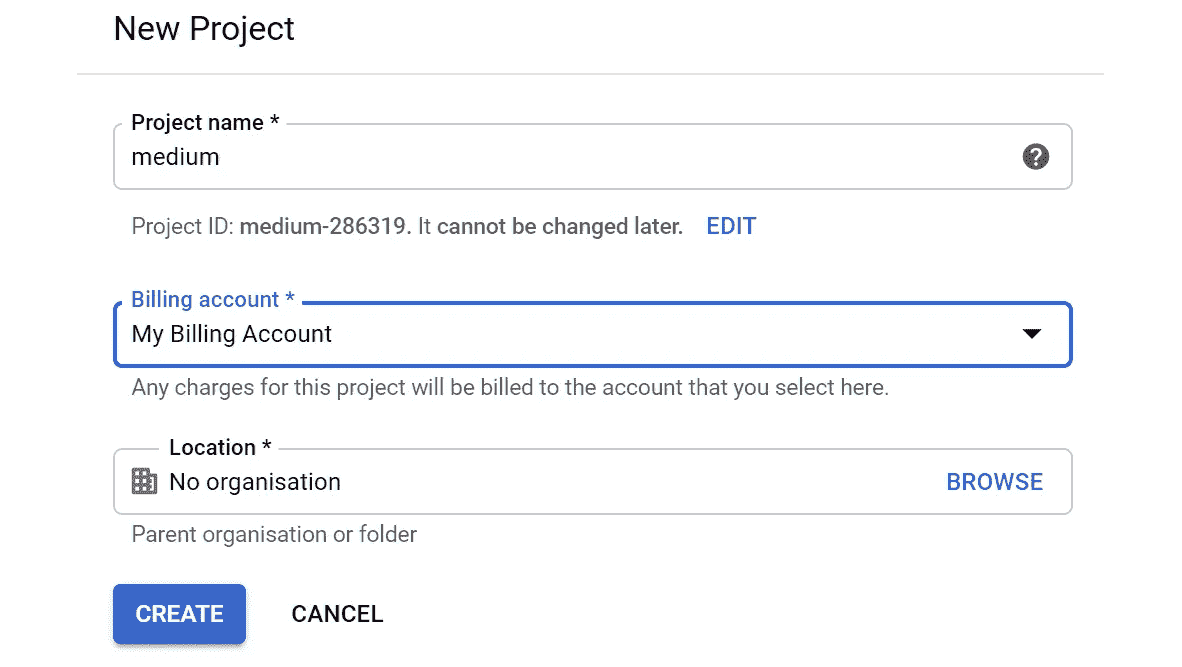 New Project
Project name *
medium
Project ID: medium-286319. It cannot be changed later. EDIT
Billing account *
My Billing Account
Any charges for this project will be billed to the account that you select here.
Location *
No organisation BROWSE
Parent organisation or folder
CREATE CANCEL